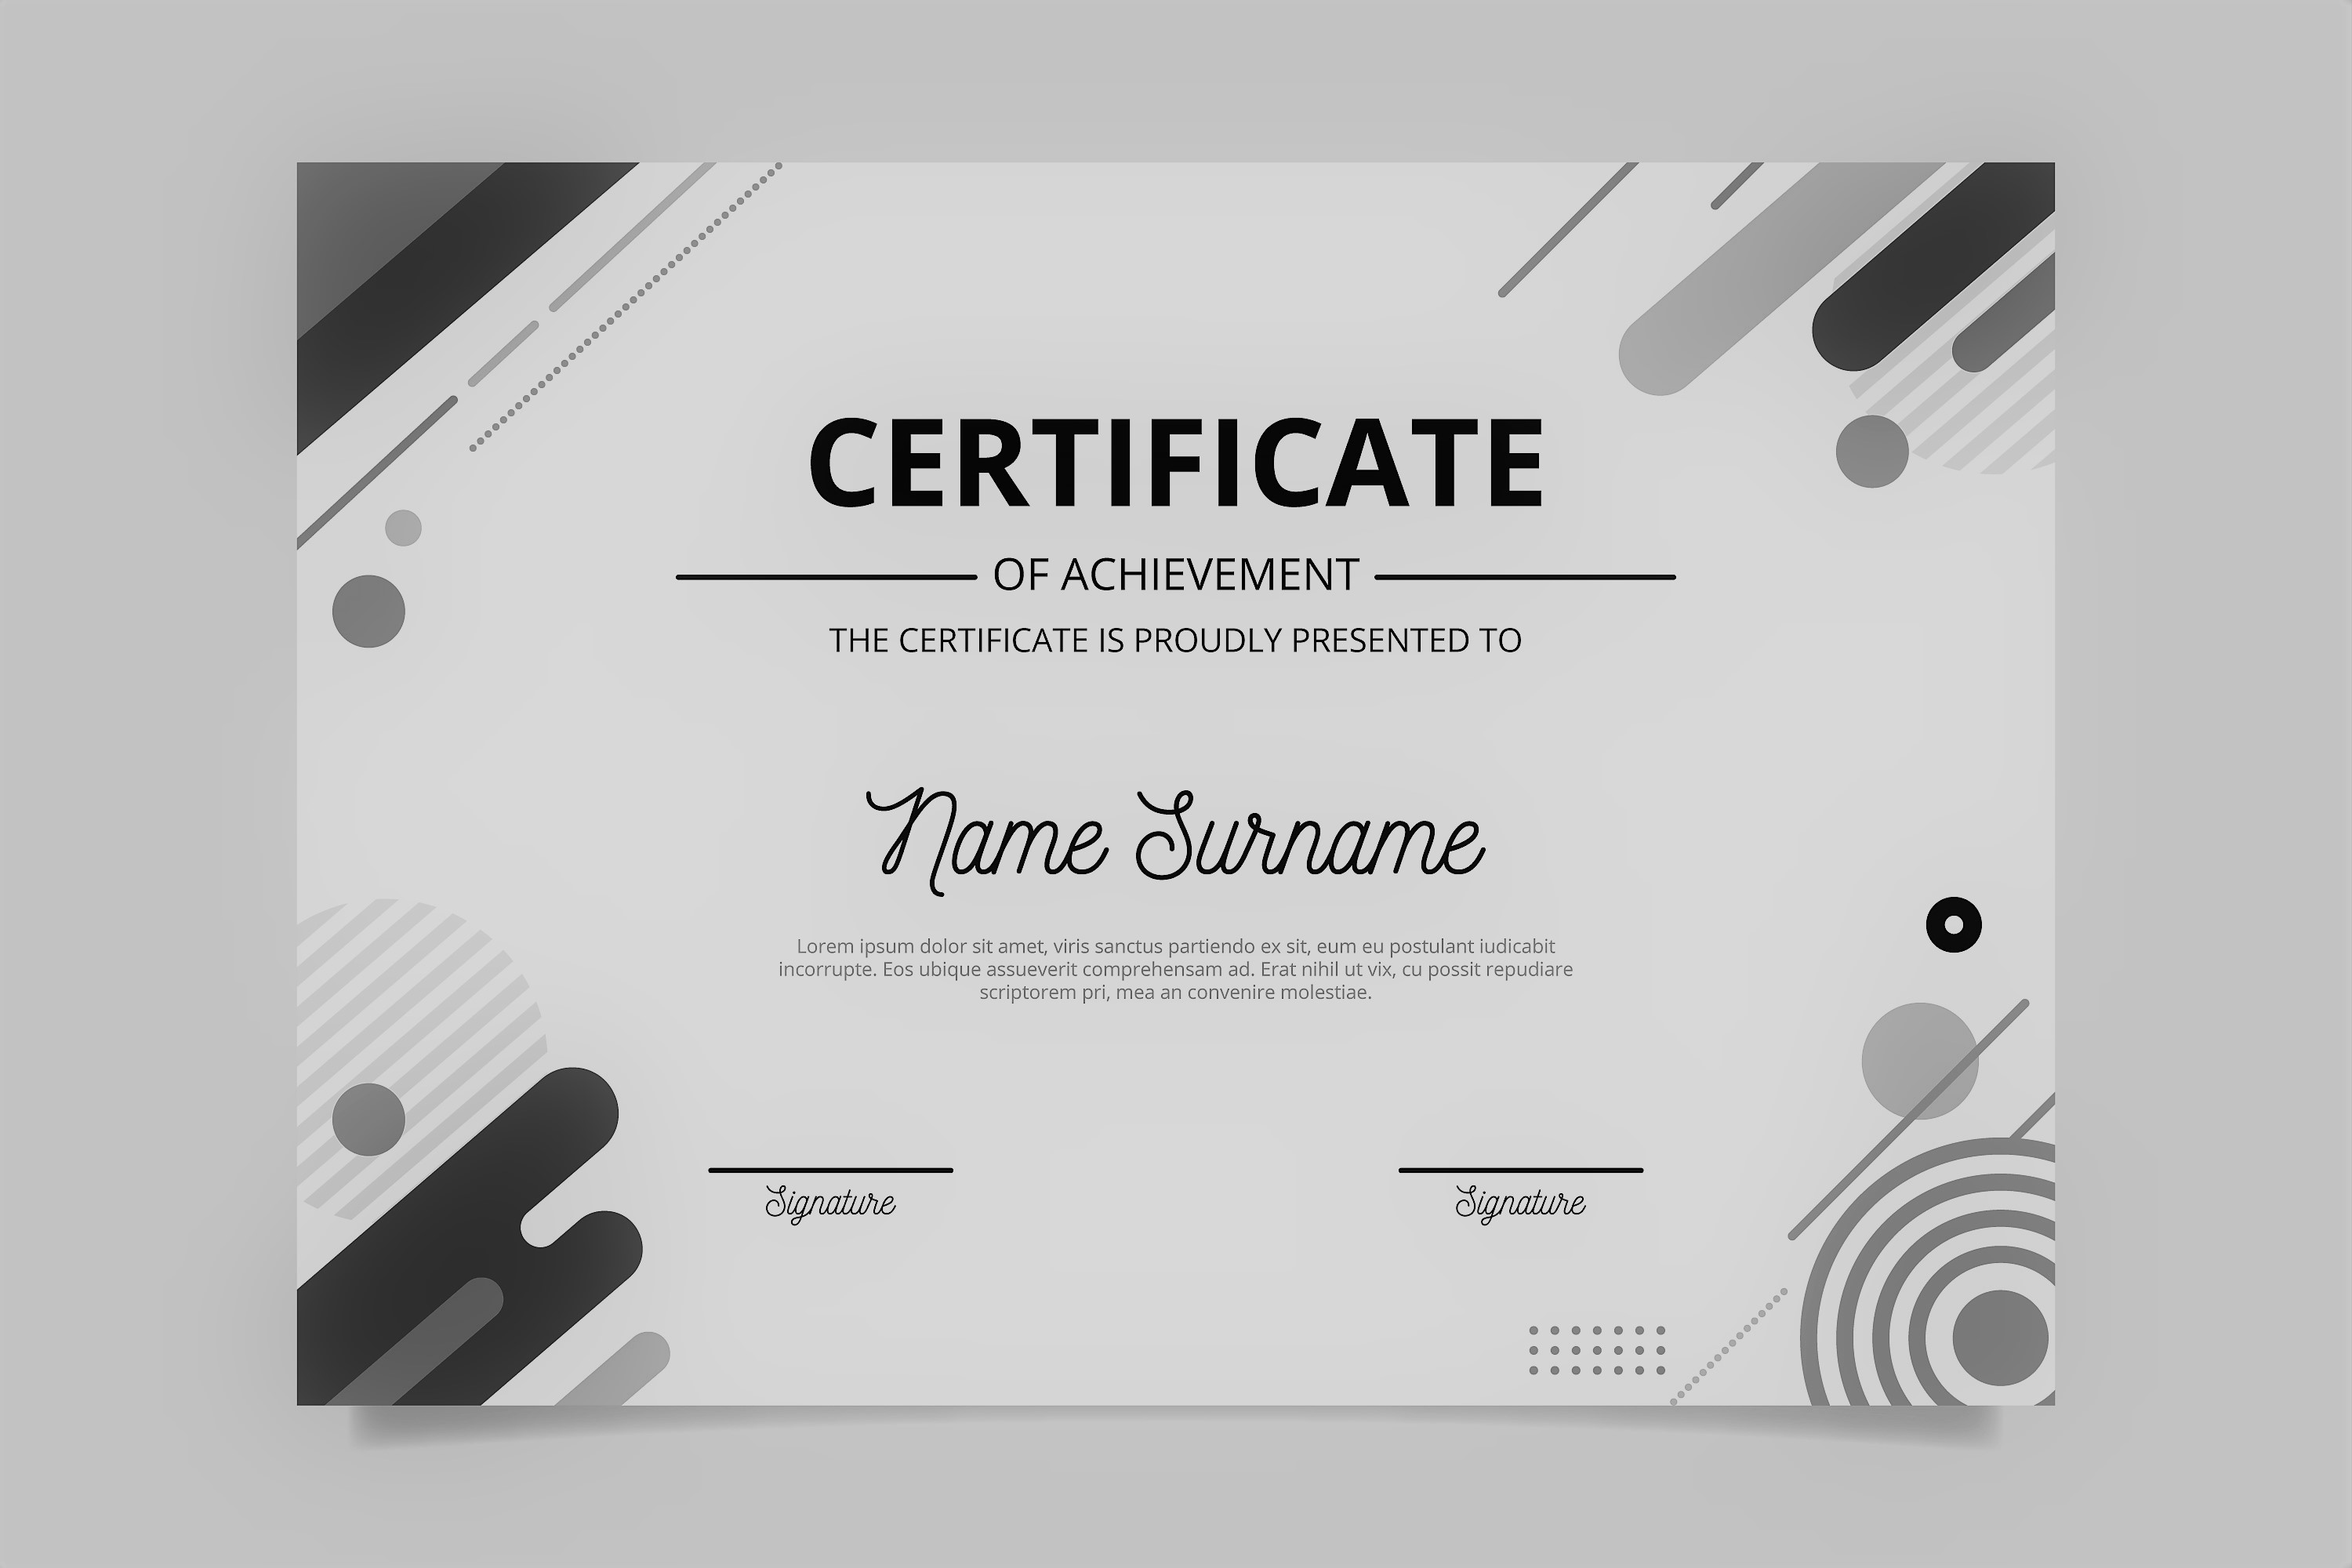 CERTIFICATE
OF ACHIEVEMENT
THE CERTIFICATE IS PROUDLY PRESENTED TO
Name Surname
Lorem ipsum dolor sit amet, viris sanctus partiendo ex sit, eum eu postulant iudicabit
incorrupte. Eos ubique assueverit comprehensam ad. Erat nihil ut vix, cu possit repudiare
scriptorem pri, mea an convenire molestiae.
Signature Signature